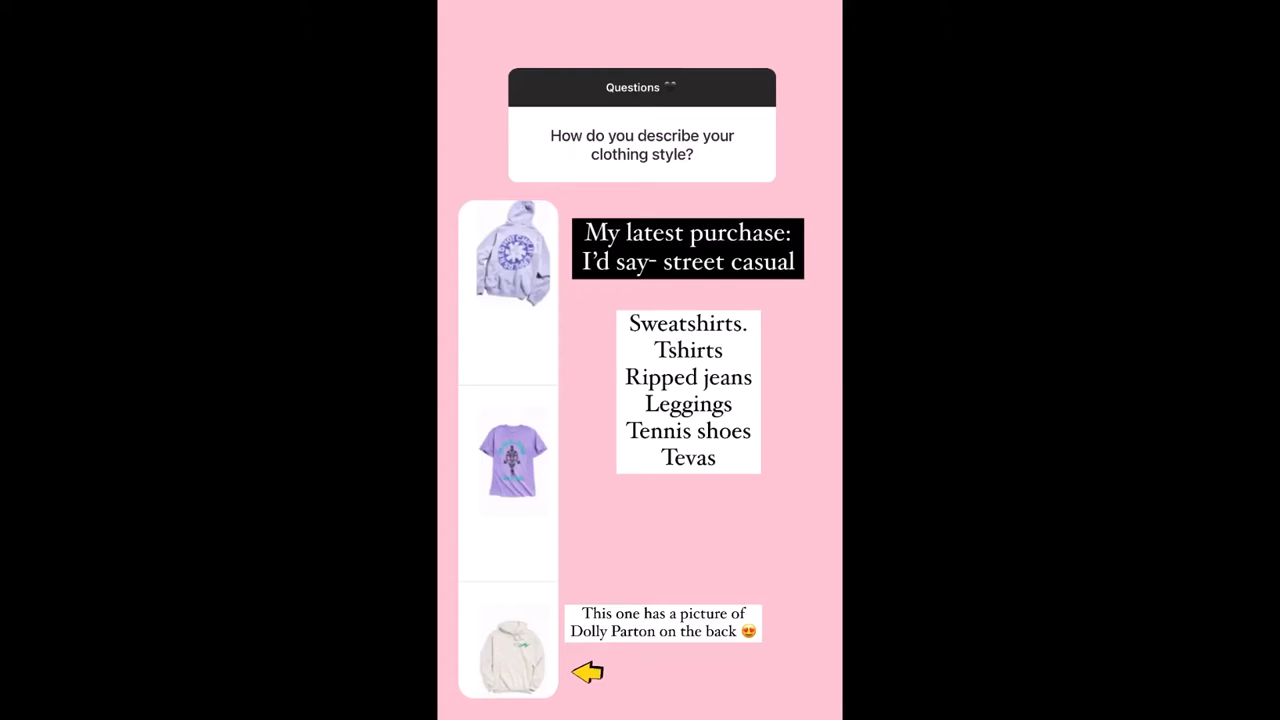 Questions 🖤
How do you describe your
clothing style?
My latest purchase:
I’d say- street casual
Sweatshirts.
Tshirts
Ripped jeans
Leggings
Tennis shoes
Tevas
This one has a picture of
Dolly Parton on the back 😍